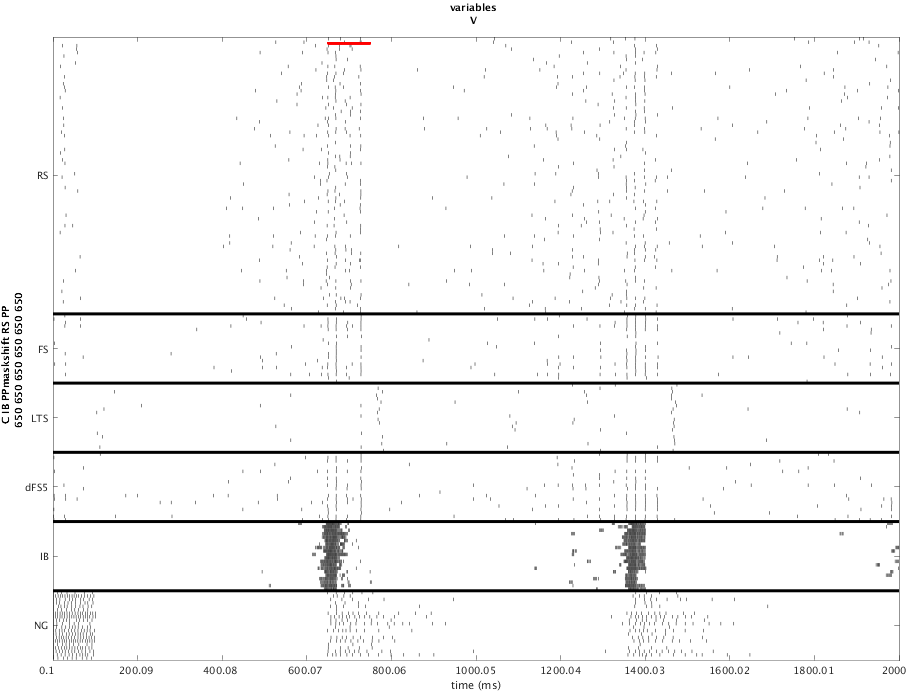 variables
V
C IB PPmaskshift RS PP
650 650 650 650 650 650 650
RS
FS
LTS
dFS5
IB
NG
0.1 200.09 400.08 600.07 800.06 1000.05 1200.04 1400.03 1600.02 1800.01 2000
time (ms)